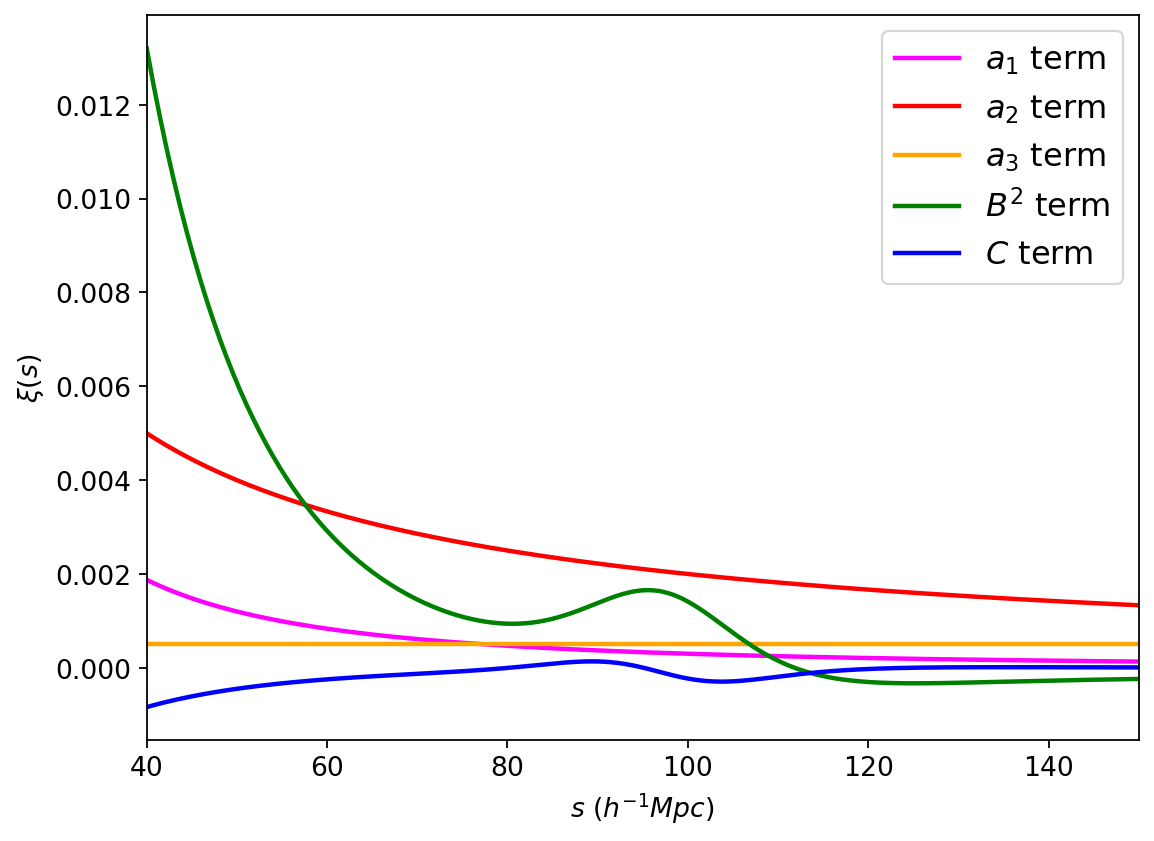 ξ(s)
0.012
0.010
0.008
0.006
0.004
0.002
0.000
40 60 80 100 120 140
s (h⁻¹Mpc)
a₁ term
a₂ term
a₃ term
B² term
C term